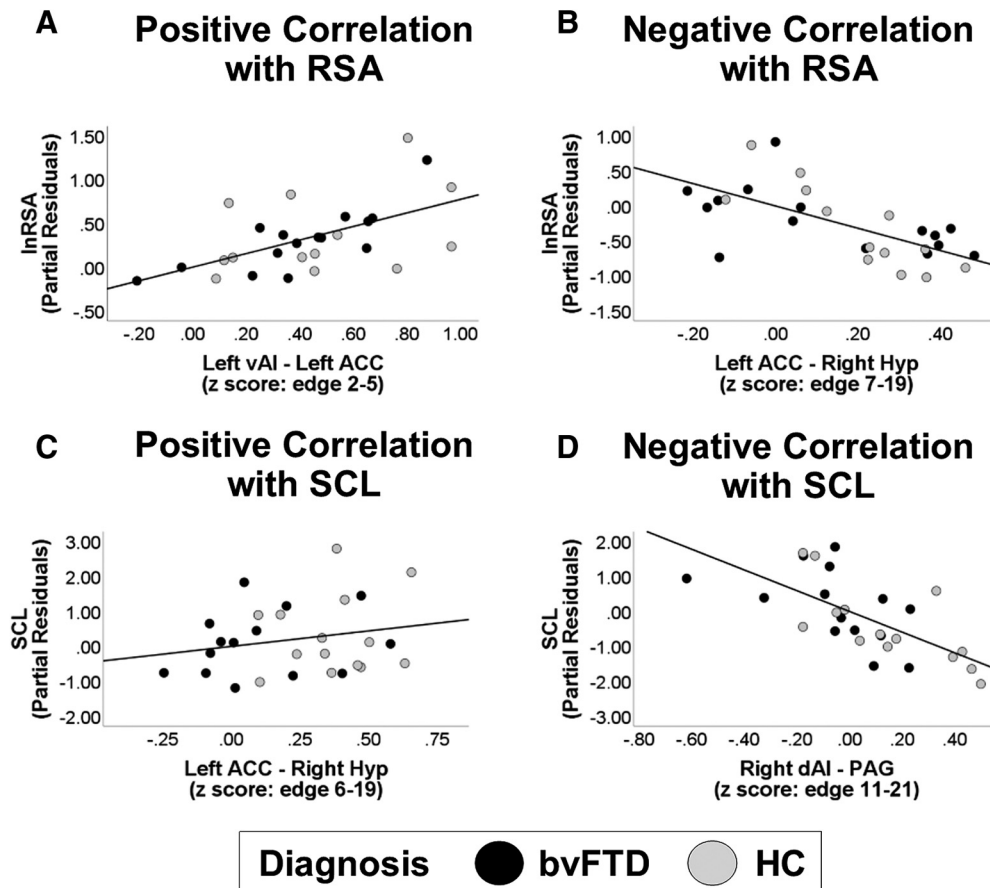 A
Positive Correlation
with RSA
lnRSA
(Partial Residuals)
1.50
1.00
.50
.00
-.50
-.20 .00 .20 .40 .60 .80 1.00
Left vAI - Left ACC
(z score: edge 2-5)
B
Negative Correlation
with RSA
lnRSA
(Partial Residuals)
1.00
.50
.00
-.50
-1.00
-1.50
-.20 .00 .20 .40
Left ACC - Right Hyp
(z score: edge 7-19)
C
Positive Correlation
with SCL
SCL
(Partial Residuals)
3.00
2.00
1.00
.00
-1.00
-2.00
-.25 .00 .25 .50 .75
Left ACC - Right Hyp
(z score: edge 6-19)
D
Negative Correlation
with SCL
SCL
(Partial Residuals)
2.00
1.00
.00
-1.00
-2.00
-3.00
-.80 -.60 -.40 -.20 .00 .20 .40
Right dAI - PAG
(z score: edge 11-21)
Diagnosis bvFTD HC